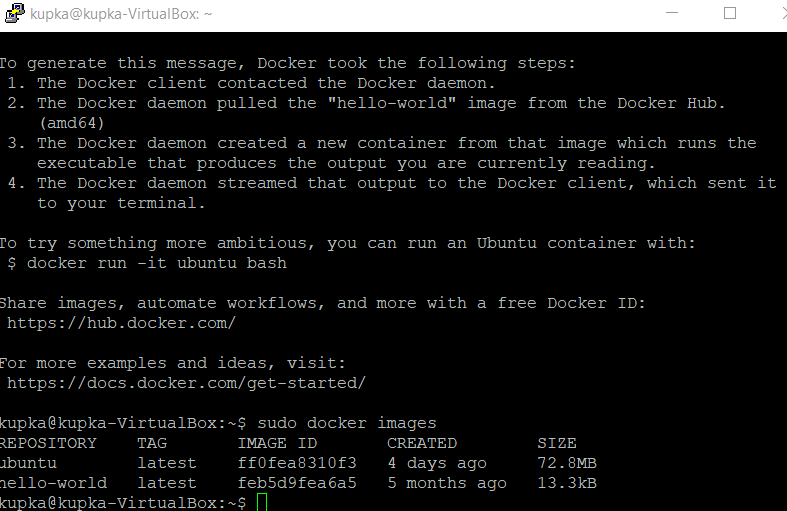 kupka@kupka-VirtualBox: ~
To generate this message, Docker took the following steps:
1. The Docker client contacted the Docker daemon.
2. The Docker daemon pulled the "hello-world" image from the Docker Hub.
(amd64)
3. The Docker daemon created a new container from that image which runs the
executable that produces the output you are currently reading.
4. The Docker daemon streamed that output to the Docker client, which sent it
to your terminal.
To try something more ambitious, you can run an Ubuntu container with:
$ docker run -it ubuntu bash
Share images, automate workflows, and more with a free Docker ID:
https://hub.docker.com/
For more examples and ideas, visit:
https://docs.docker.com/get-started/
kupka@kupka-VirtualBox:~$ sudo docker images
REPOSITORY TAG IMAGE ID CREATED SIZE
ubuntu latest ff0fea8310f3 4 days ago 72.8MB
hello-world latest feb5d9fea6a5 5 months ago 13.3kB
kupka@kupka-VirtualBox:~$